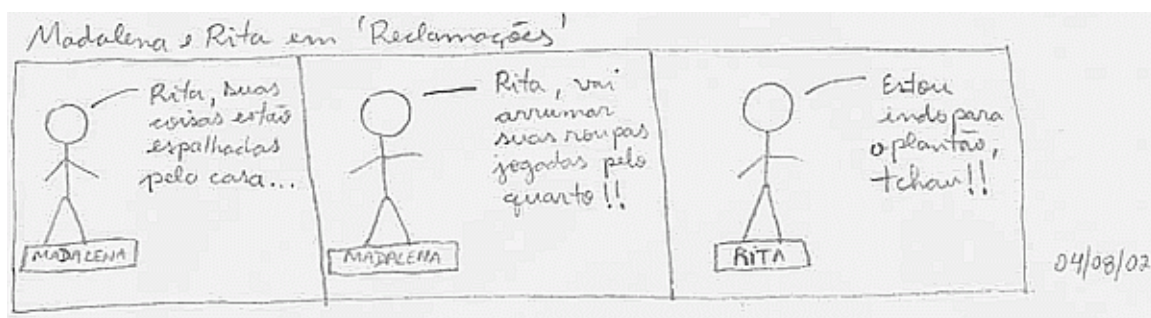 Madalena e Rita em 'Reclamações'
Rita, suas
coisas estão
espalhadas
pela casa...
MADALENA
Rita, vai
arrumar
suas roupas
jogadas pelo
quarto!!
MADALENA
Estou
indo para
o plantão,
tchau!!
RITA
04/08/02